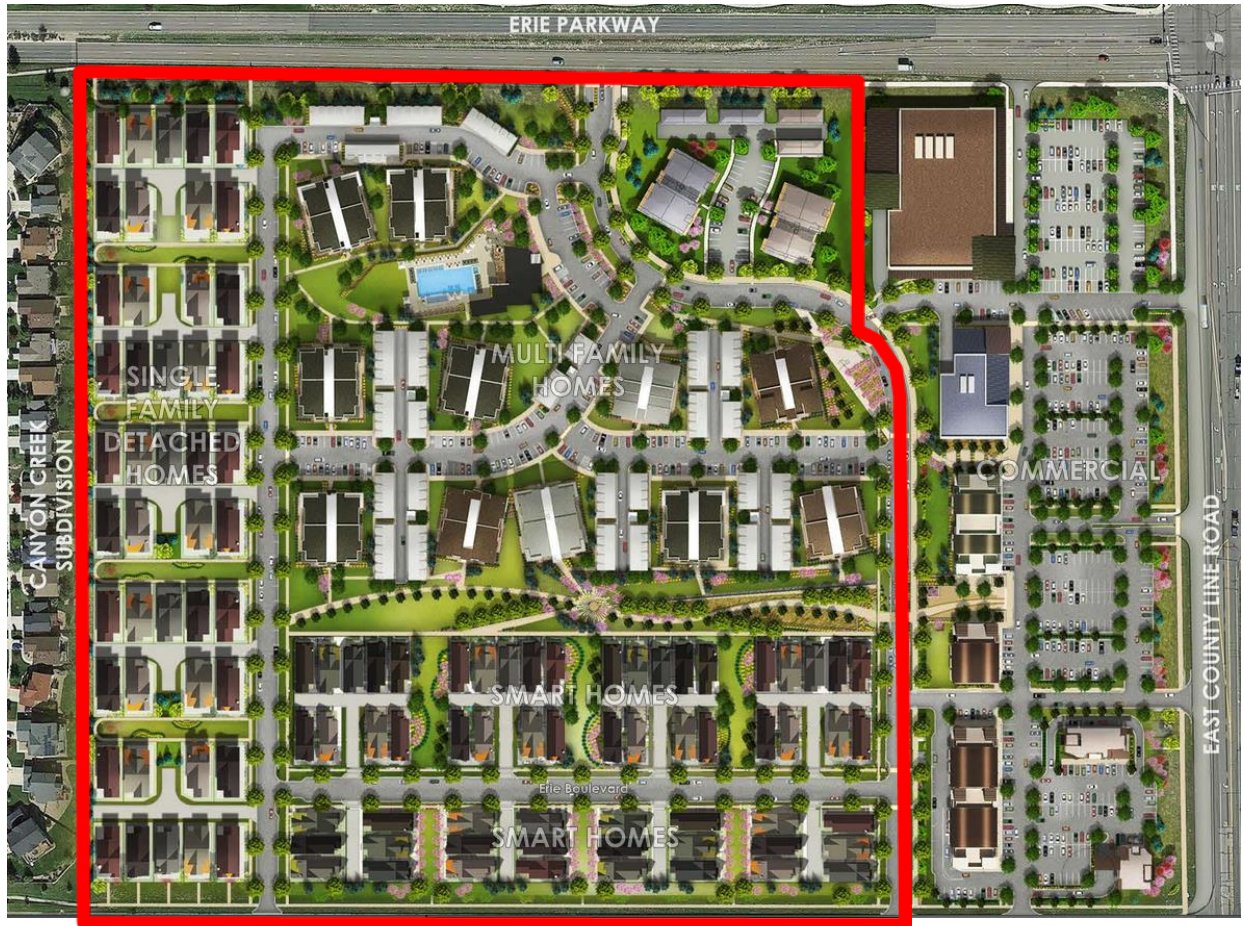 ERIE PARKWAY
SINGLE
FAMILY
DETACHED
HOMES
CANYON CREEK
SUBDIVISION
MULTI FAMILY
HOMES
COMMERCIAL
EAST COUNTY LINE ROAD
SMART HOMES
Erie Boulevard
SMART HOMES